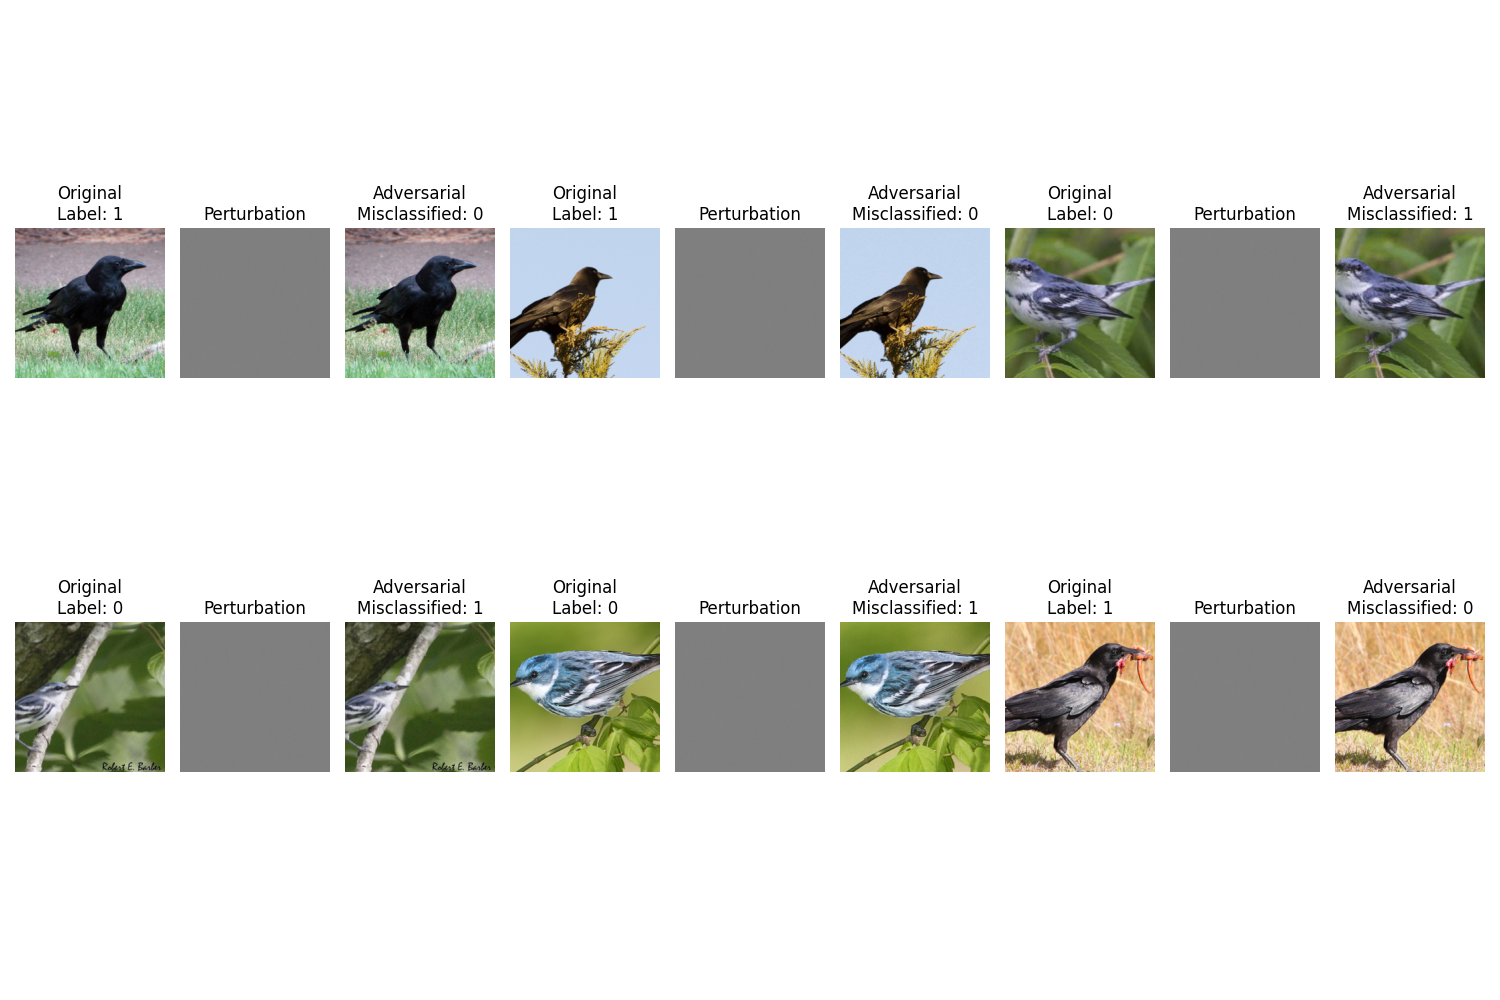 Original
Label: 1
Perturbation
Adversarial
Misclassified: 0
Original
Label: 1
Perturbation
Adversarial
Misclassified: 0
Original
Label: 0
Perturbation
Adversarial
Misclassified: 1
Original
Label: 0
Perturbation
Adversarial
Misclassified: 1
Original
Label: 0
Perturbation
Adversarial
Misclassified: 1
Original
Label: 1
Perturbation
Adversarial
Misclassified: 0
Robert E. Barber
Robert E. Barber